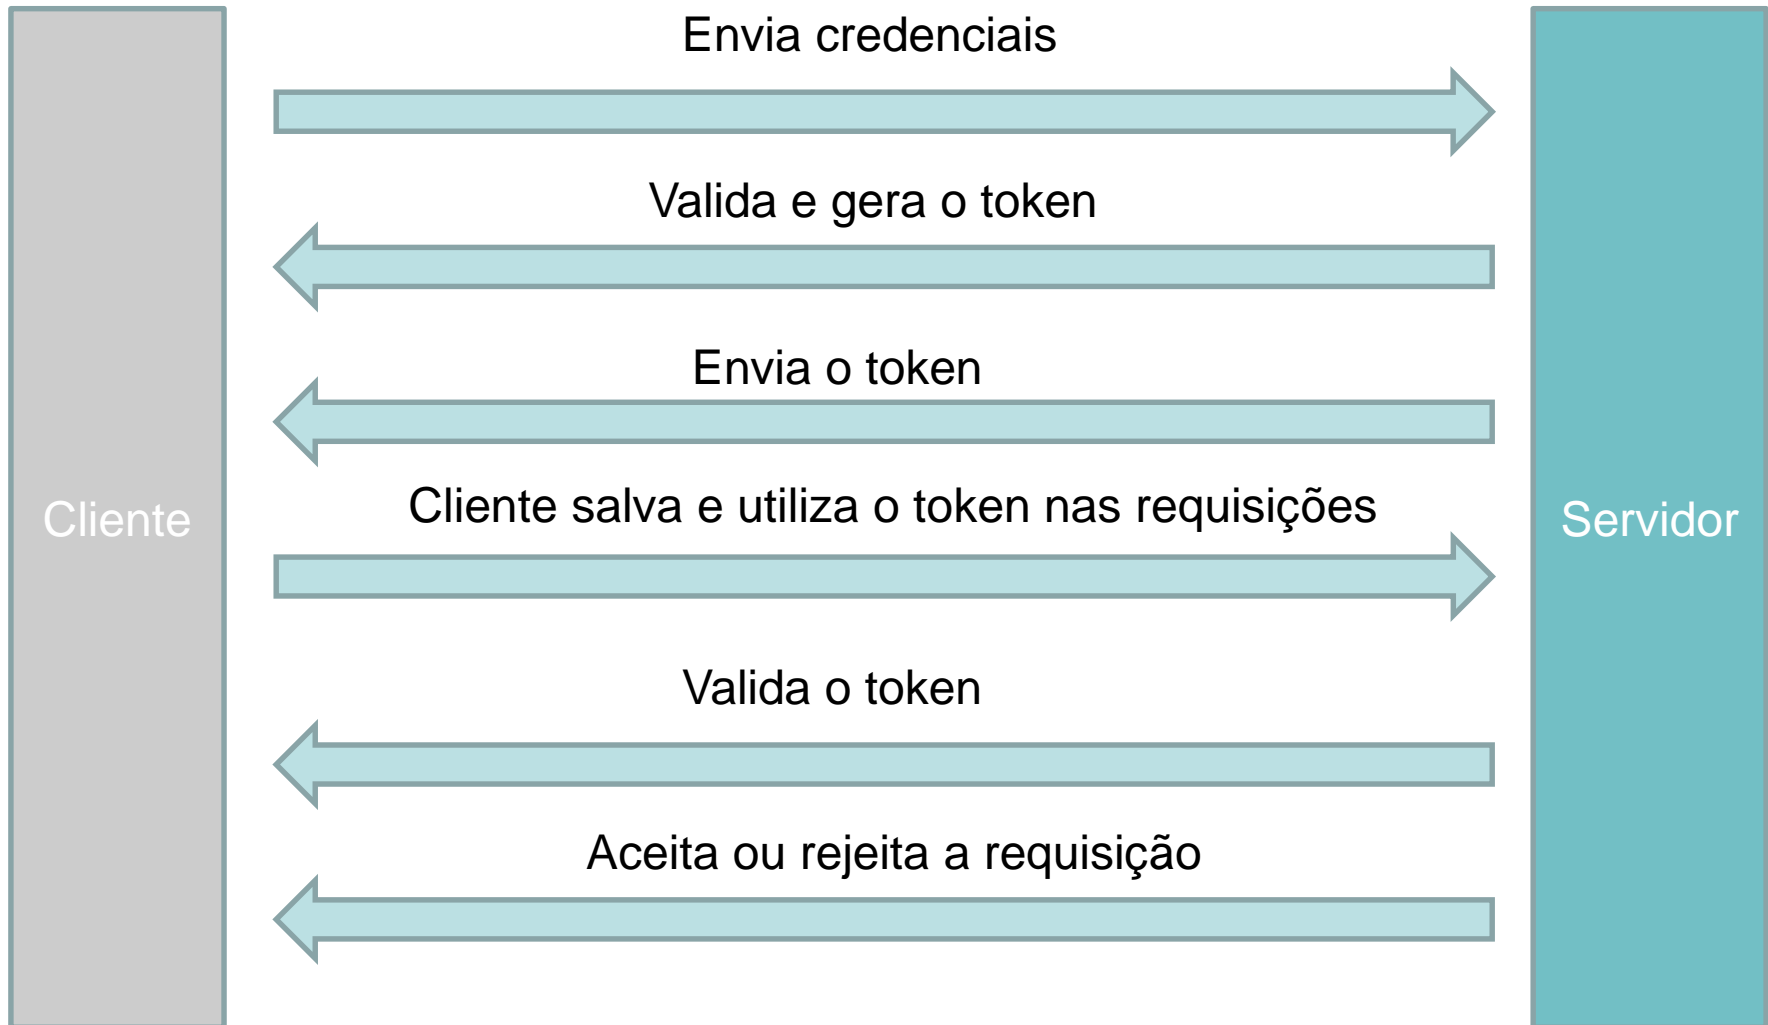 Envia credenciais
Valida e gera o token
Envia o token
Cliente salva e utiliza o token nas requisições
Cliente
Servidor
Valida o token
Aceita ou rejeita a requisição